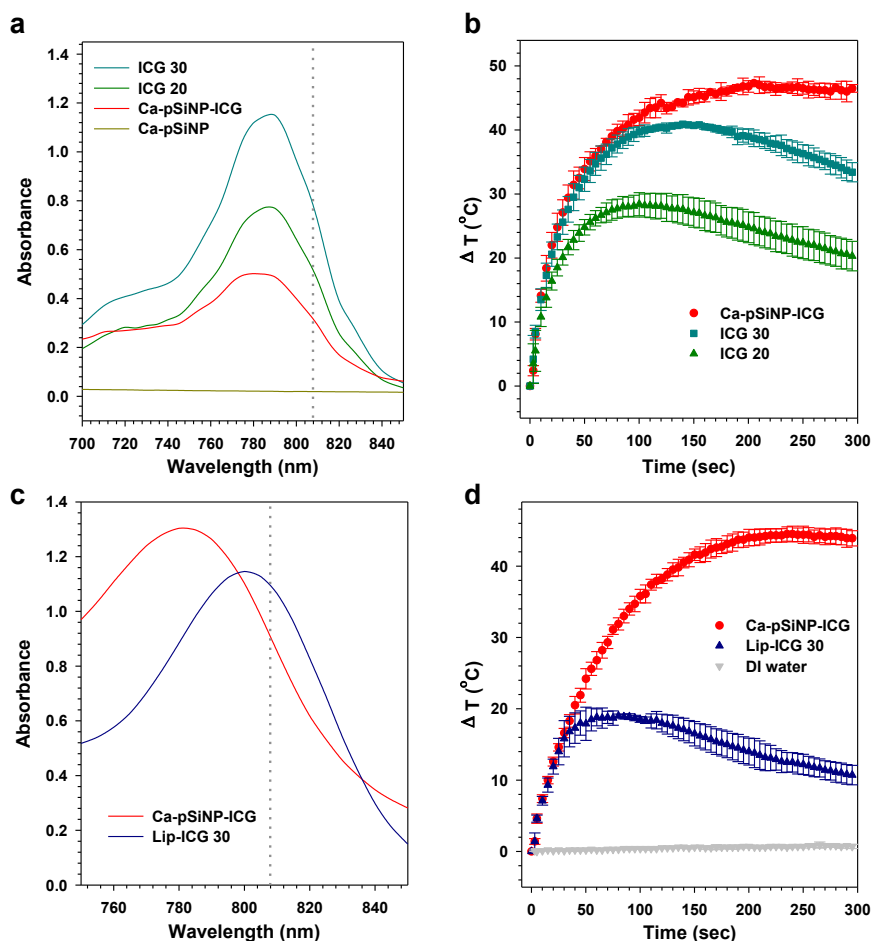 a
1.4
1.2
1.0
0.8
0.6
0.4
0.2
0.0
Absorbance
ICG 30
ICG 20
Ca-pSiNP-ICG
Ca-pSiNP
700 720 740 760 780 800 820 840
Wavelength (nm)
b
50
40
30
20
10
0
Δ T (°C)
Ca-pSiNP-ICG
ICG 30
ICG 20
0 50 100 150 200 250 300
Time (sec)
c
1.4
1.2
1.0
0.8
0.6
0.4
0.2
0.0
Absorbance
Ca-pSiNP-ICG
Lip-ICG 30
760 780 800 820 840
Wavelength (nm)
d
50
40
30
20
10
0
Δ T (°C)
Ca-pSiNP-ICG
Lip-ICG 30
DI water
0 50 100 150 200 250 300
Time (sec)